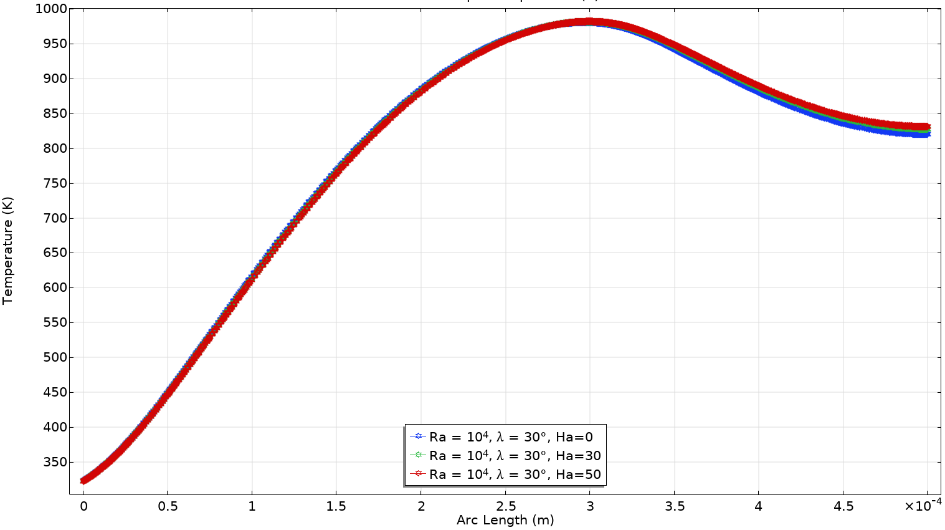 1000
950
900
850
800
750
700
650
600
550
500
450
400
350
Temperature (K)
Ra = 10⁴, λ = 30°, Ha=0
Ra = 10⁴, λ = 30°, Ha=30
Ra = 10⁴, λ = 30°, Ha=50
0 0.5 1 1.5 2 2.5 3 3.5 4 4.5 ×10⁻⁴
Arc Length (m)